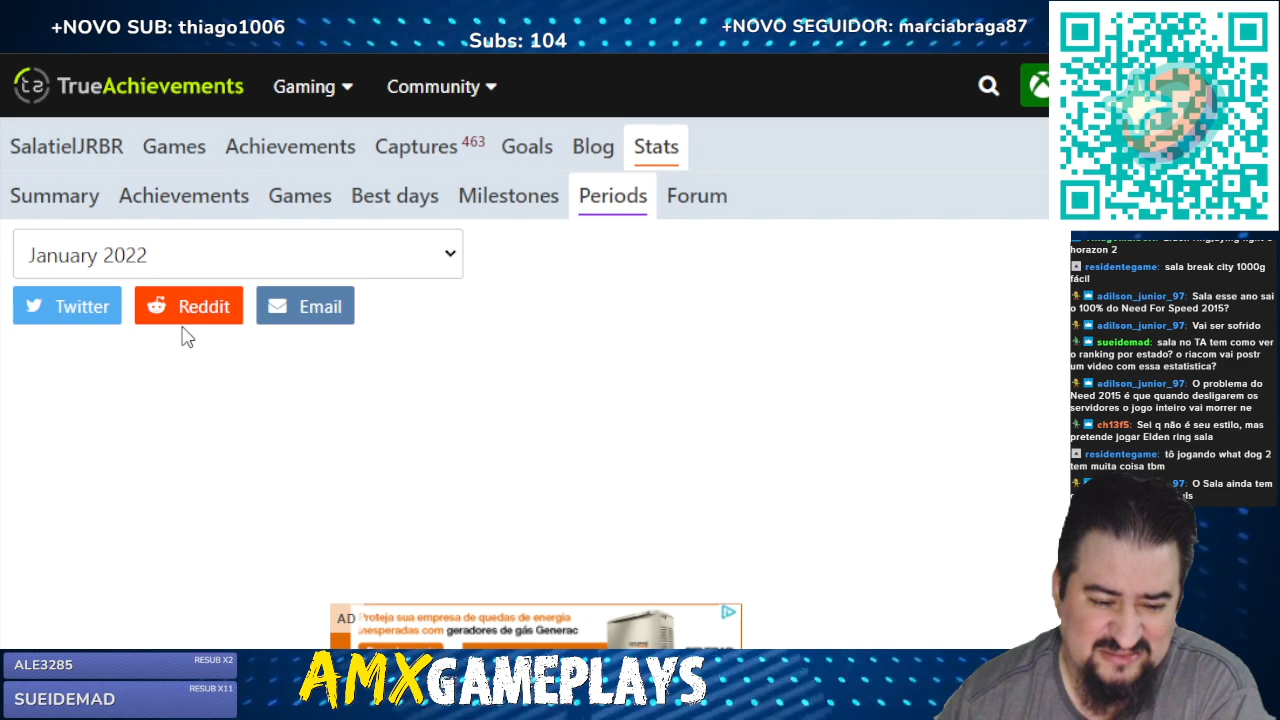 +NOVO SUB: thiago1006
Subs: 104
+NOVO SEGUIDOR: marciabraga87
TrueAchievements
Gaming
Community
SalatielJRBR Games Achievements Captures 463 Goals Blog Stats
Summary Achievements Games Best days Milestones Periods Forum
January 2022
Twitter
Reddit
Email
horazon 2
residentegame: sala break city 1000g
fácil
adilson_junior_97: Sala esse ano sai
o 100% do Need For Speed 2015?
adilson_junior_97: Vai ser sofrido
sueidemad: sala no TA tem como ver
o ranking por estado? o riacom vai postr
um video com essa estatistica?
adilson_junior_97: O problema do
Need 2015 é que quando desligarem os
servidores o jogo inteiro vai morrer ne
ch13f5: Sei q não é seu estilo, mas
pretende jogar Elden ring sala
residentegame: tô jogando what dog 2
tem muita coisa tbm
97: O Sala ainda tem
AD
Proteja sua empresa de quedas de energia
inesperadas com geradores de gás Generac
ALE3285
RESUB X2
SUEIDEMAD
RESUB X11
AMXGAMEPLAYS